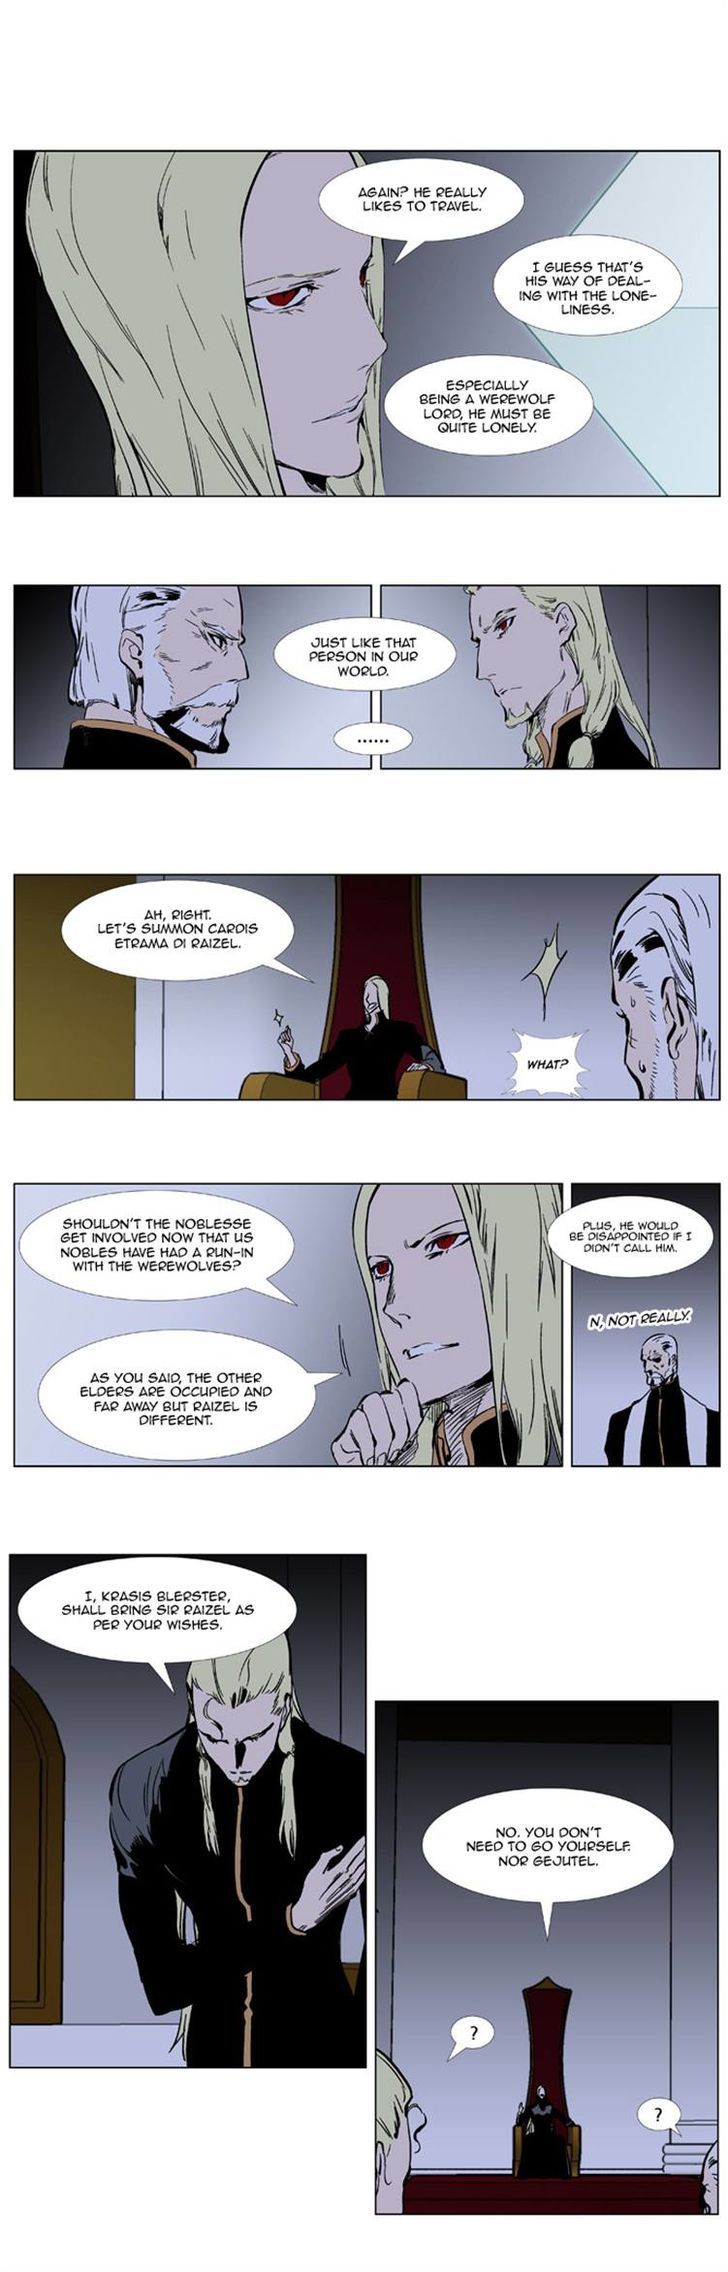 AGAIN? HE REALLY
LIKES TO TRAVEL.
I GUESS THAT'S
HIS WAY OF DEAL-
ING WITH THE LONE-
LINESS.
ESPECIALLY
BEING A WEREWOLF
LORD, HE MUST BE
QUITE LONELY.
JUST LIKE THAT
PERSON IN OUR
WORLD.
......
AH, RIGHT.
LET'S SUMMON CARDIS
ETRAMA DI RAIZEL.
WHAT?
SHOULDN'T THE NOBLESSE
GET INVOLVED NOW THAT US
NOBLES HAVE HAD A RUN-IN
WITH THE WEREWOLVES?
AS YOU SAID, THE OTHER
ELDERS ARE OCCUPIED AND
FAR AWAY BUT RAIZEL IS
DIFFERENT.
PLUS, HE WOULD
BE DISAPPOINTED IF I
DIDN'T CALL HIM.
N, NOT REALLY.
I, KRASIS BLERSTER,
SHALL BRING SIR RAIZEL AS
PER YOUR WISHES.
NO. YOU DON'T
NEED TO GO YOURSELF.
NOR GEJUTEL.
?
?